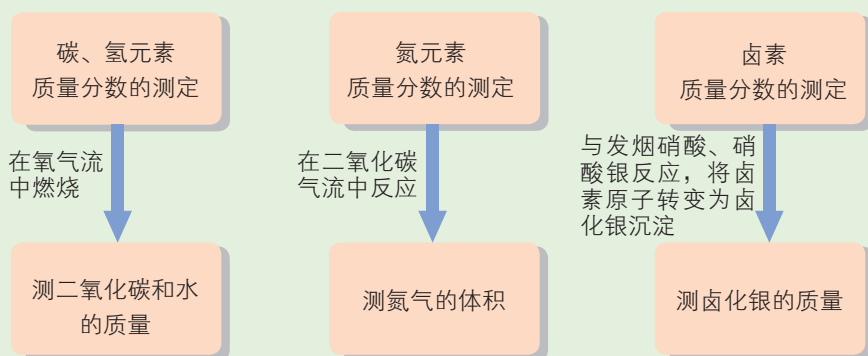 碳、氢元素
质量分数的测定
在氧气流
中燃烧
测二氧化碳和水
的质量
氮元素
质量分数的测定
在二氧化碳
气流中反应
测氮气的体积
卤素
质量分数的测定
与发烟硝酸、硝
酸银反应，将卤
素原子转变为卤
化银沉淀
测卤化银的质量